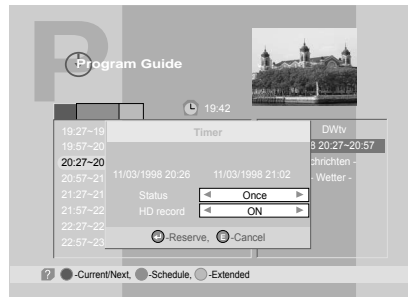 Program Guide
19:42
19:27~19
19:57~20
20:27~20
20:57~21
21:27~21
21:57~22
22:27~22
22:57~23
Timer
11/03/1998 20:26 11/03/1998 21:02
Status Once
HD record ON
-Reserve, -Cancel
DWtv
8 20:27~20:57
chrichten -
- Wetter -
? -Current/Next, -Schedule, -Extended